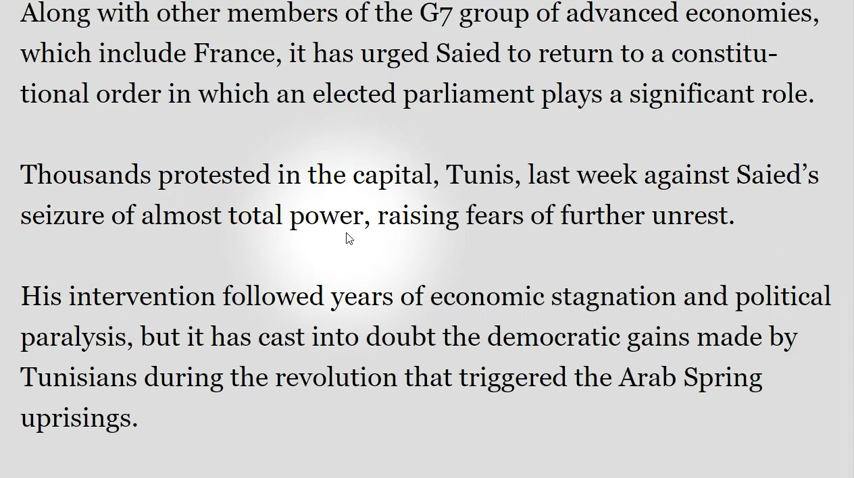 Along with other members of the G7 group of advanced economies,
which include France, it has urged Saied to return to a constitu-
tional order in which an elected parliament plays a significant role.
Thousands protested in the capital, Tunis, last week against Saied’s
seizure of almost total power, raising fears of further unrest.
His intervention followed years of economic stagnation and political
paralysis, but it has cast into doubt the democratic gains made by
Tunisians during the revolution that triggered the Arab Spring
uprisings.